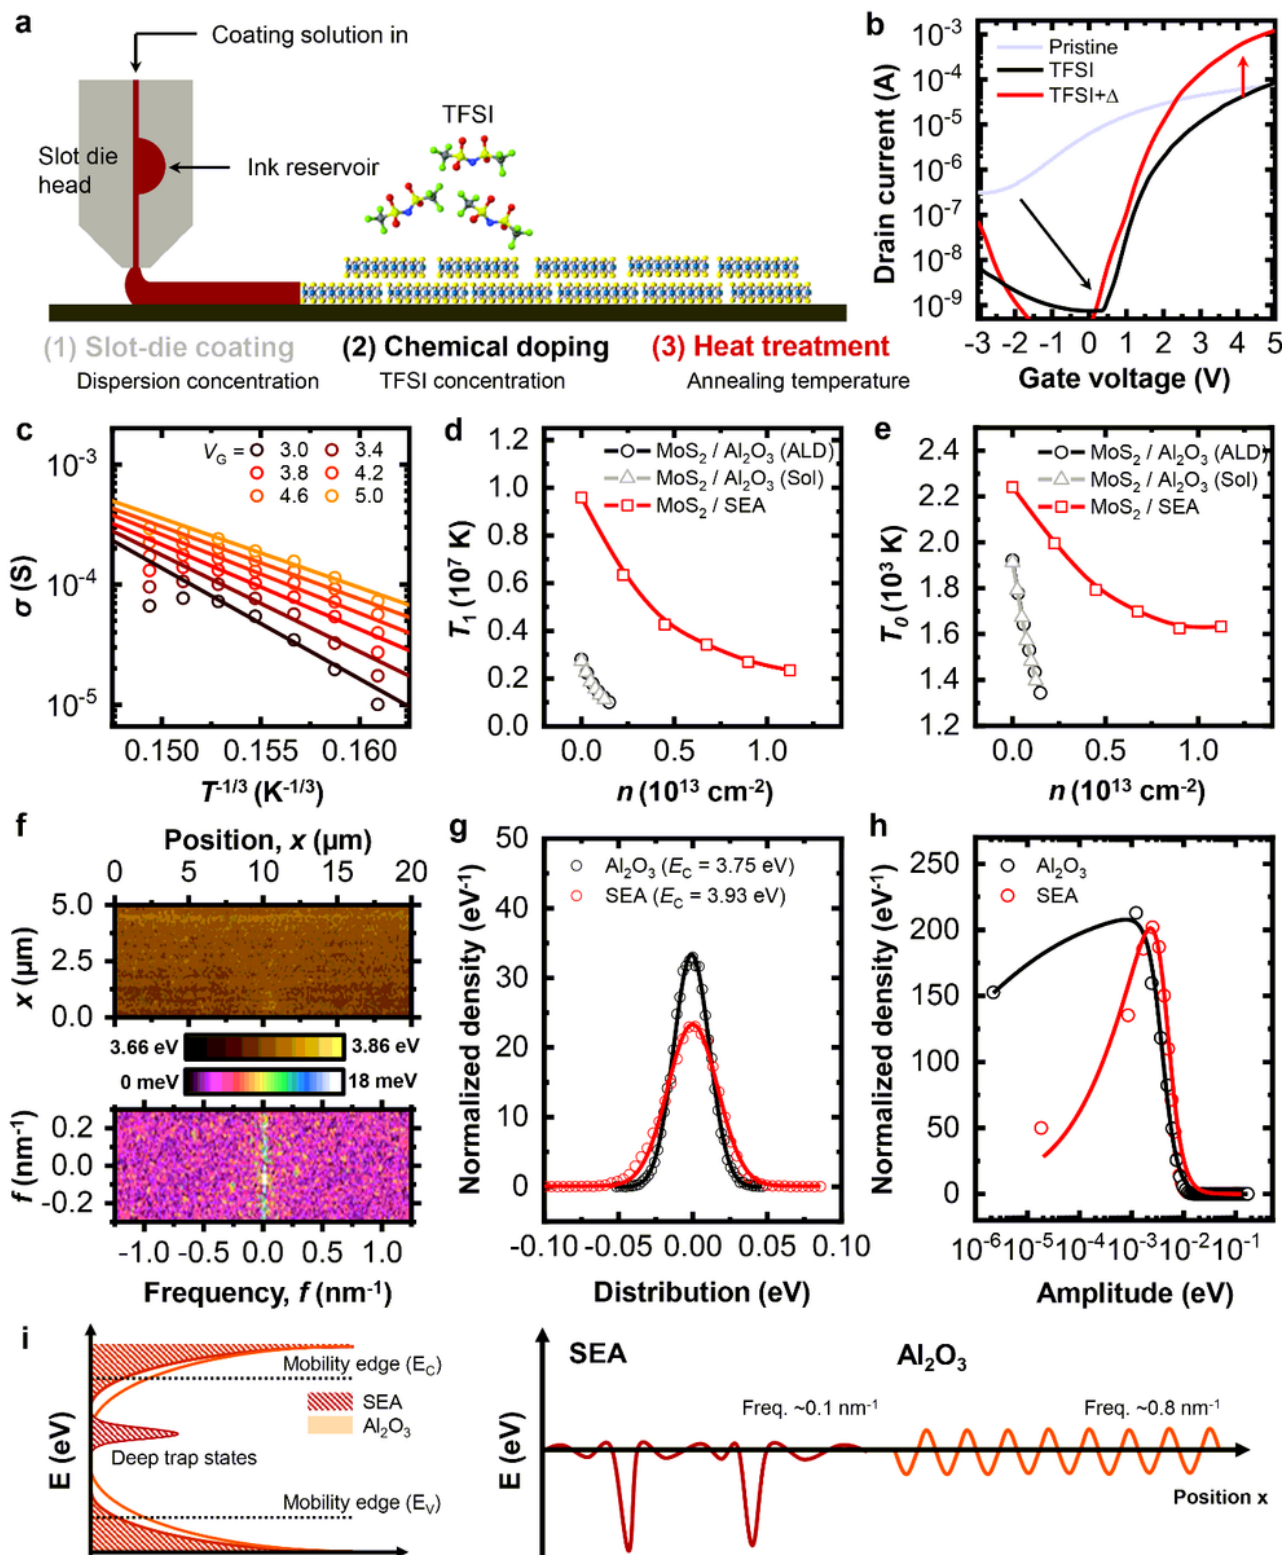 a
Coating solution in
Slot die
head
Ink reservoir
TFSI
(1) Slot-die coating
Dispersion concentration
(2) Chemical doping
TFSI concentration
(3) Heat treatment
Annealing temperature
b
Pristine
TFSI
TFSI+Δ
Drain current (A)
10⁻³
10⁻⁴
10⁻⁵
10⁻⁶
10⁻⁷
10⁻⁸
10⁻⁹
-3 -2 -1 0 1 2 3 4 5
Gate voltage (V)
c
V_G = 3.0 3.4
3.8 4.2
4.6 5.0
σ (S)
10⁻³
10⁻⁴
10⁻⁵
0.150 0.155 0.160
T⁻¹ᐟ³ (K⁻¹ᐟ³)
d
MoS₂ / Al₂O₃ (ALD)
MoS₂ / Al₂O₃ (Sol)
MoS₂ / SEA
T₁ (10⁷ K)
1.2
1.0
0.8
0.6
0.4
0.2
0.0
0.0 0.5 1.0
n (10¹³ cm⁻²)
e
MoS₂ / Al₂O₃ (ALD)
MoS₂ / Al₂O₃ (Sol)
MoS₂ / SEA
T₀ (10³ K)
2.4
2.2
2.0
1.8
1.6
1.4
1.2
0.0 0.5 1.0
n (10¹³ cm⁻²)
f
Position, x (μm)
0 5 10 15 20
x (μm)
5.0
2.5
0.0
3.66 eV 3.86 eV
0 meV 18 meV
f (nm⁻¹)
0.2
0.0
-0.2
-1.0 -0.5 0.0 0.5 1.0
Frequency, f (nm⁻¹)
g
Al₂O₃ (E_C = 3.75 eV)
SEA (E_C = 3.93 eV)
Normalized density (eV⁻¹)
50
40
30
20
10
0
-0.10 -0.05 0.00 0.05 0.10
Distribution (eV)
h
Al₂O₃
SEA
Normalized density (eV⁻¹)
250
200
150
100
50
0
10⁻⁶ 10⁻⁵ 10⁻⁴ 10⁻³ 10⁻² 10⁻¹
Amplitude (eV)
i
E (eV)
Mobility edge (E_C)
SEA
Al₂O₃
Deep trap states
Mobility edge (E_V)
SEA
Al₂O₃
E (eV)
Freq. ~0.1 nm⁻¹
Freq. ~0.8 nm⁻¹
Position x